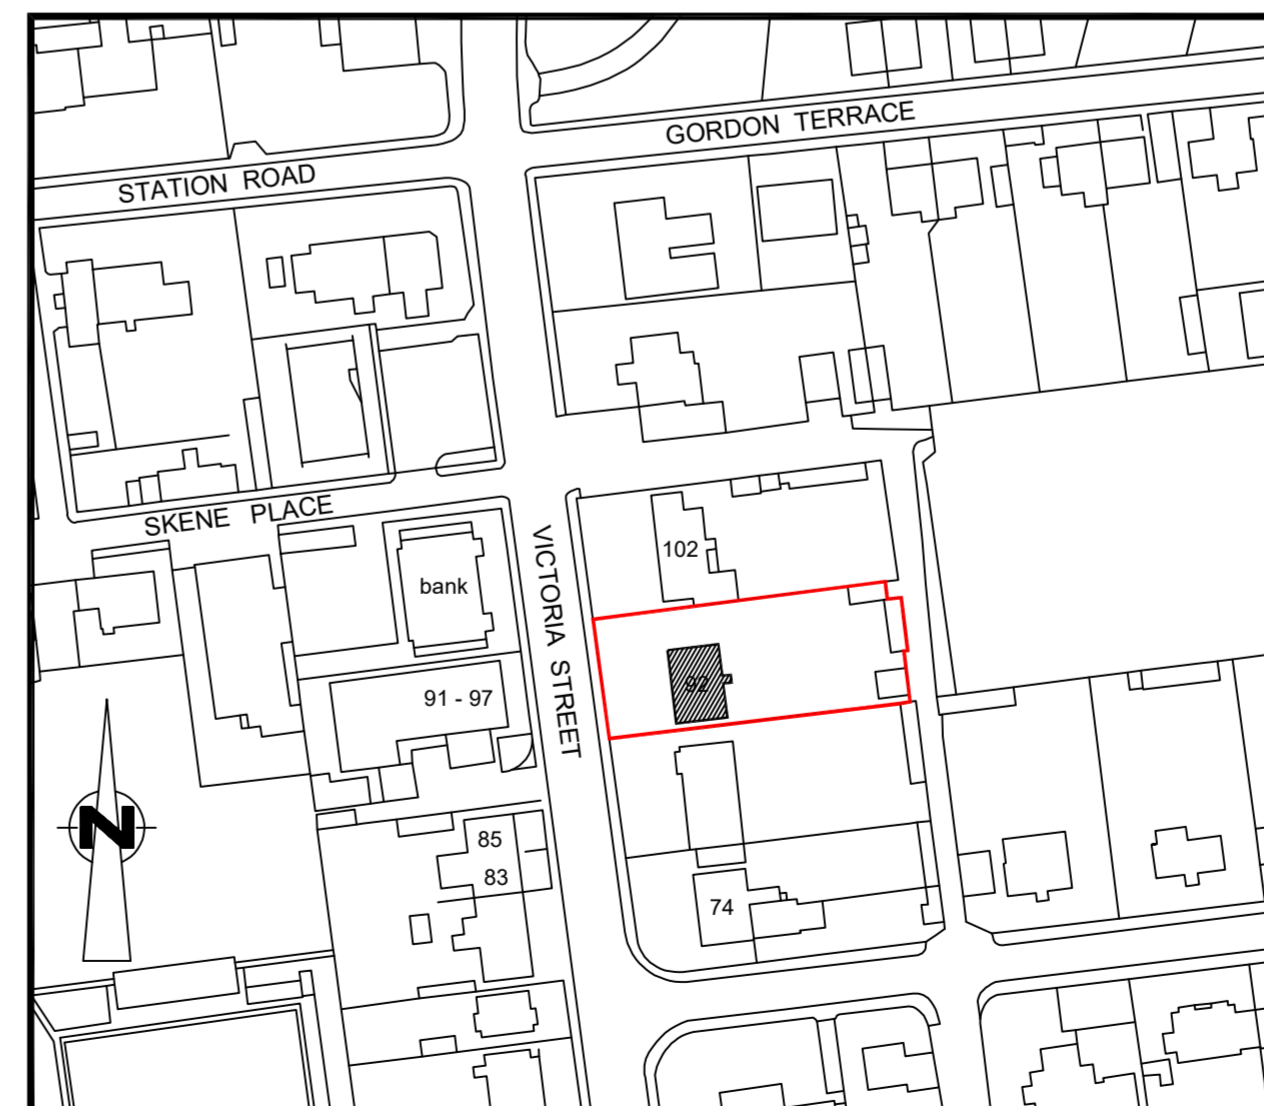 GORDON TERRACE
STATION ROAD
SKENE PLACE
VICTORIA STREET
102
bank
92
91 - 97
N
85
83
74